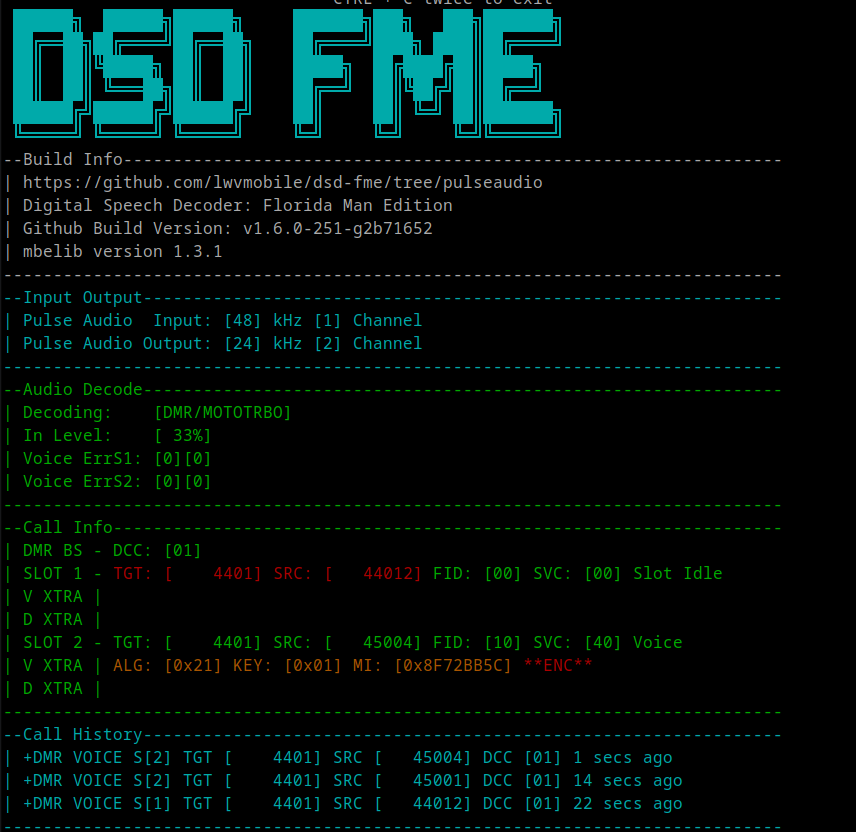 CTRL + C twice to exit
DSD FME
--Build Info------------------------------------------------------------------
| https://github.com/lwvmobile/dsd-fme/tree/pulseaudio
| Digital Speech Decoder: Florida Man Edition
| Github Build Version: v1.6.0-251-g2b71652
| mbelib version 1.3.1
------------------------------------------------------------------------------
--Input Output----------------------------------------------------------------
| Pulse Audio  Input: [48] kHz [1] Channel
| Pulse Audio Output: [24] kHz [2] Channel
------------------------------------------------------------------------------
--Audio Decode----------------------------------------------------------------
| Decoding:    [DMR/MOTOTRBO]
| In Level:    [ 33%]
| Voice ErrS1: [0][0]
| Voice ErrS2: [0][0]
------------------------------------------------------------------------------
--Call Info-------------------------------------------------------------------
| DMR BS - DCC: [01]
| SLOT 1 - TGT: [    4401] SRC: [   44012] FID: [00] SVC: [00] Slot Idle
| V XTRA |
| D XTRA |
| SLOT 2 - TGT: [    4401] SRC: [   45004] FID: [10] SVC: [40] Voice
| V XTRA | ALG: [0x21] KEY: [0x01] MI: [0x8F72BB5C] **ENC**
| D XTRA |
------------------------------------------------------------------------------
--Call History----------------------------------------------------------------
| +DMR VOICE S[2] TGT [    4401] SRC [   45004] DCC [01] 1 secs ago
| +DMR VOICE S[2] TGT [    4401] SRC [   45001] DCC [01] 14 secs ago
| +DMR VOICE S[1] TGT [    4401] SRC [   44012] DCC [01] 22 secs ago
------------------------------------------------------------------------------